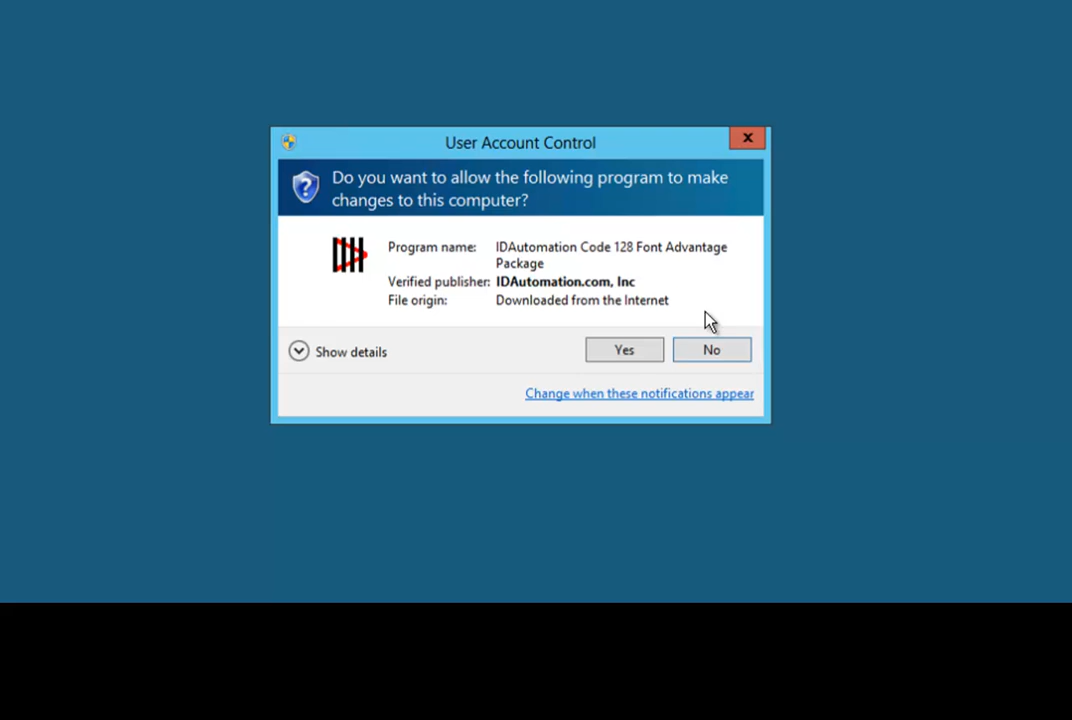 User Account Control
Do you want to allow the following program to make
changes to this computer?
Program name: IDAutomation Code 128 Font Advantage
Package
Verified publisher: IDAutomation.com, Inc
File origin: Downloaded from the Internet
Show details
Yes
No
Change when these notifications appear